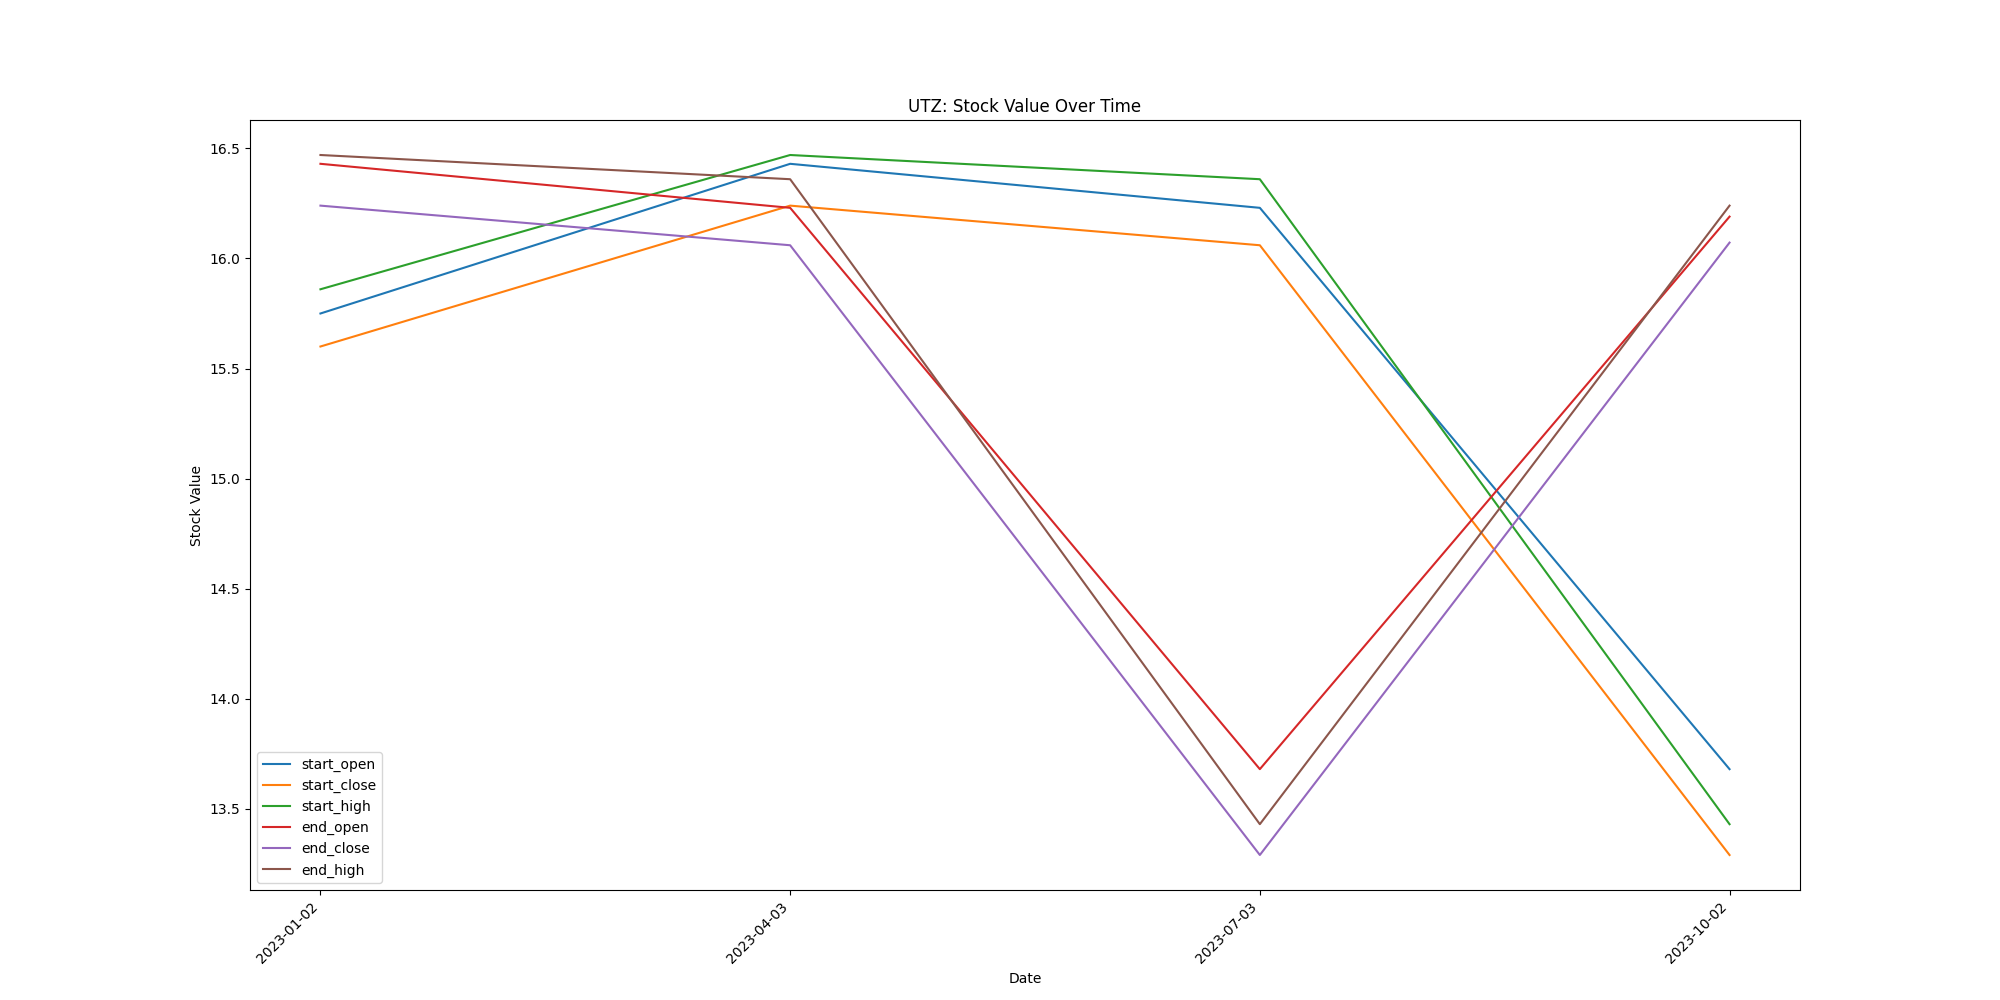 UTZ: Stock Value Over Time
16.5
16.0
15.5
15.0
14.5
14.0
13.5
Stock Value
start_open
start_close
start_high
end_open
end_close
end_high
2023-01-02
2023-04-03
2023-07-03
2023-10-02
Date